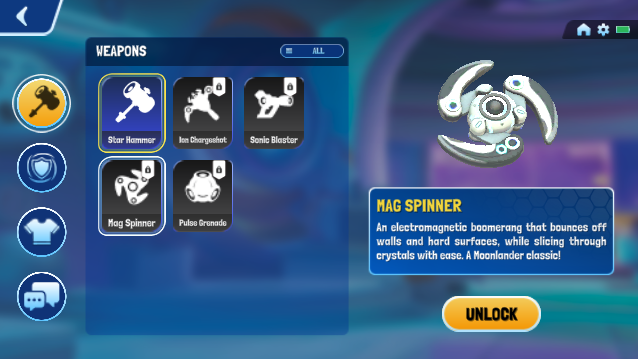 WEAPONS
ALL
Star Hammer
Ion Chargeshot
Sonic Blaster
Mag Spinner
Pulse Grenade
MAG SPINNER
An electromagnetic boomerang that bounces off
walls and hard surfaces, while slicing through
crystals with ease. A Moonlander classic!
UNLOCK